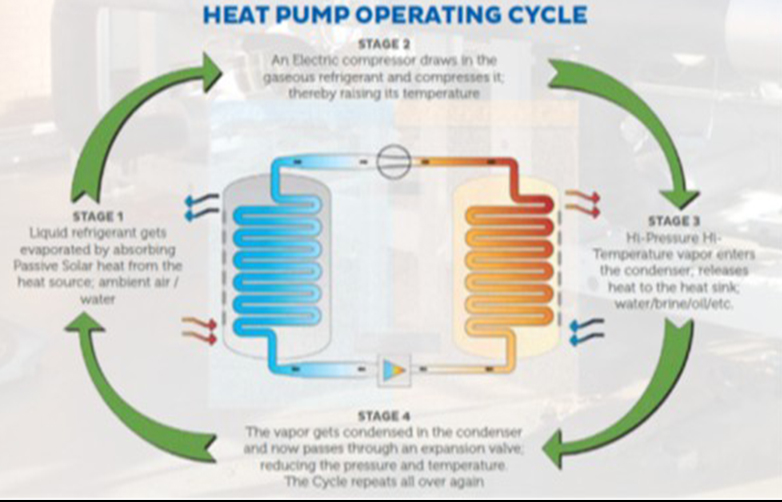 HEAT PUMP OPERATING CYCLE
STAGE 2
An Electric compressor draws in the
gaseous refrigerant and compresses it;
thereby raising its temperature
STAGE 1
Liquid refrigerant gets
evaporated by absorbing
Passive Solar heat from the
heat source; ambient air /
water
STAGE 3
Hi-Pressure Hi-
Temperature vapor enters
the condenser; releases
heat to the heat sink;
water/brine/oil/etc.
STAGE 4
The vapor gets condensed in the condenser
and now passes through an expansion valve;
reducing the pressure and temperature.
The Cycle repeats all over again